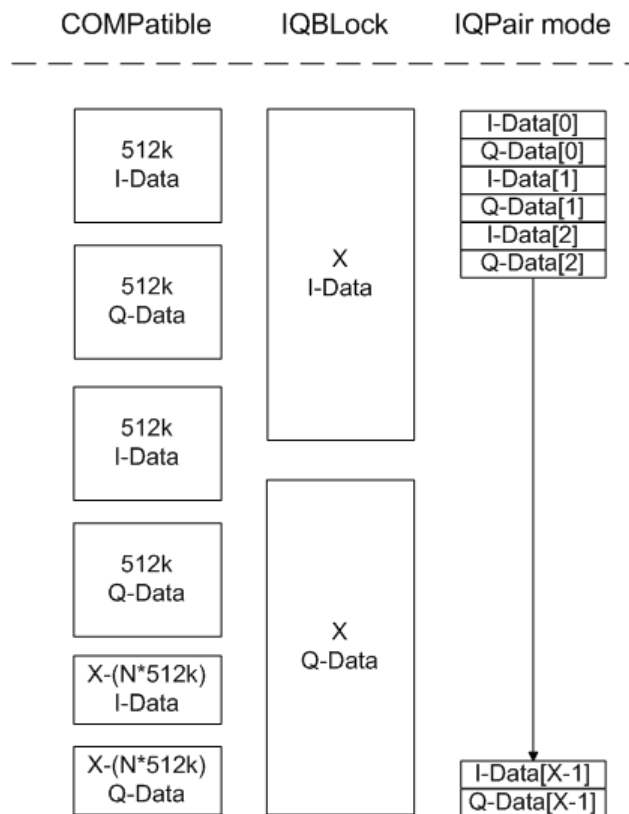 COMPatible IQBLock IQPair mode
512k
I-Data
512k
Q-Data
512k
I-Data
512k
Q-Data
X-(N*512k)
I-Data
X-(N*512k)
Q-Data
X
I-Data
X
Q-Data
I-Data[0]
Q-Data[0]
I-Data[1]
Q-Data[1]
I-Data[2]
Q-Data[2]
I-Data[X-1]
Q-Data[X-1]